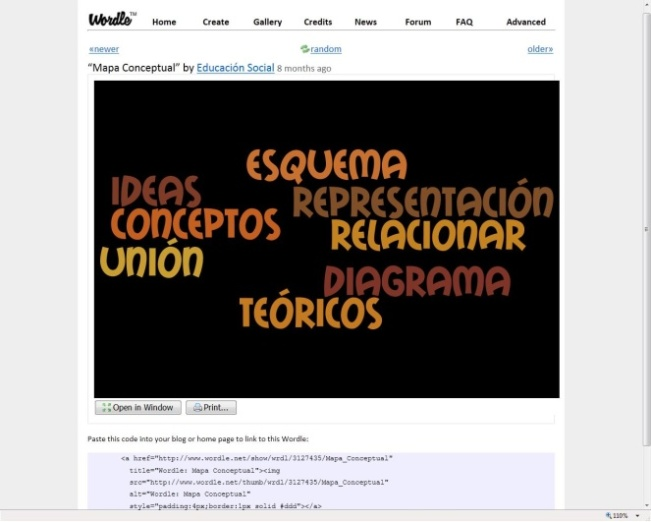 Wordle™ Home Create Gallery Credits News Forum FAQ Advanced
«newer random older»
“Mapa Conceptual” by Educación Social 8 months ago
ESQUEMA
IDEAS REPRESENTACIÓN
CONCEPTOS RELACIONAR
UNIÓN
DIAGRAMA
TEÓRICOS
Open in Window Print...
Paste this code into your blog or home page to link to this Wordle:
<a href="http://www.wordle.net/show/wrdl/3127435/Mapa_Conceptual"
title="Wordle: Mapa Conceptual"><img
src="http://www.wordle.net/thumb/wrdl/3127435/Mapa_Conceptual"
alt="Wordle: Mapa Conceptual"
style="padding:4px;border:1px solid #ddd"></a>
110%